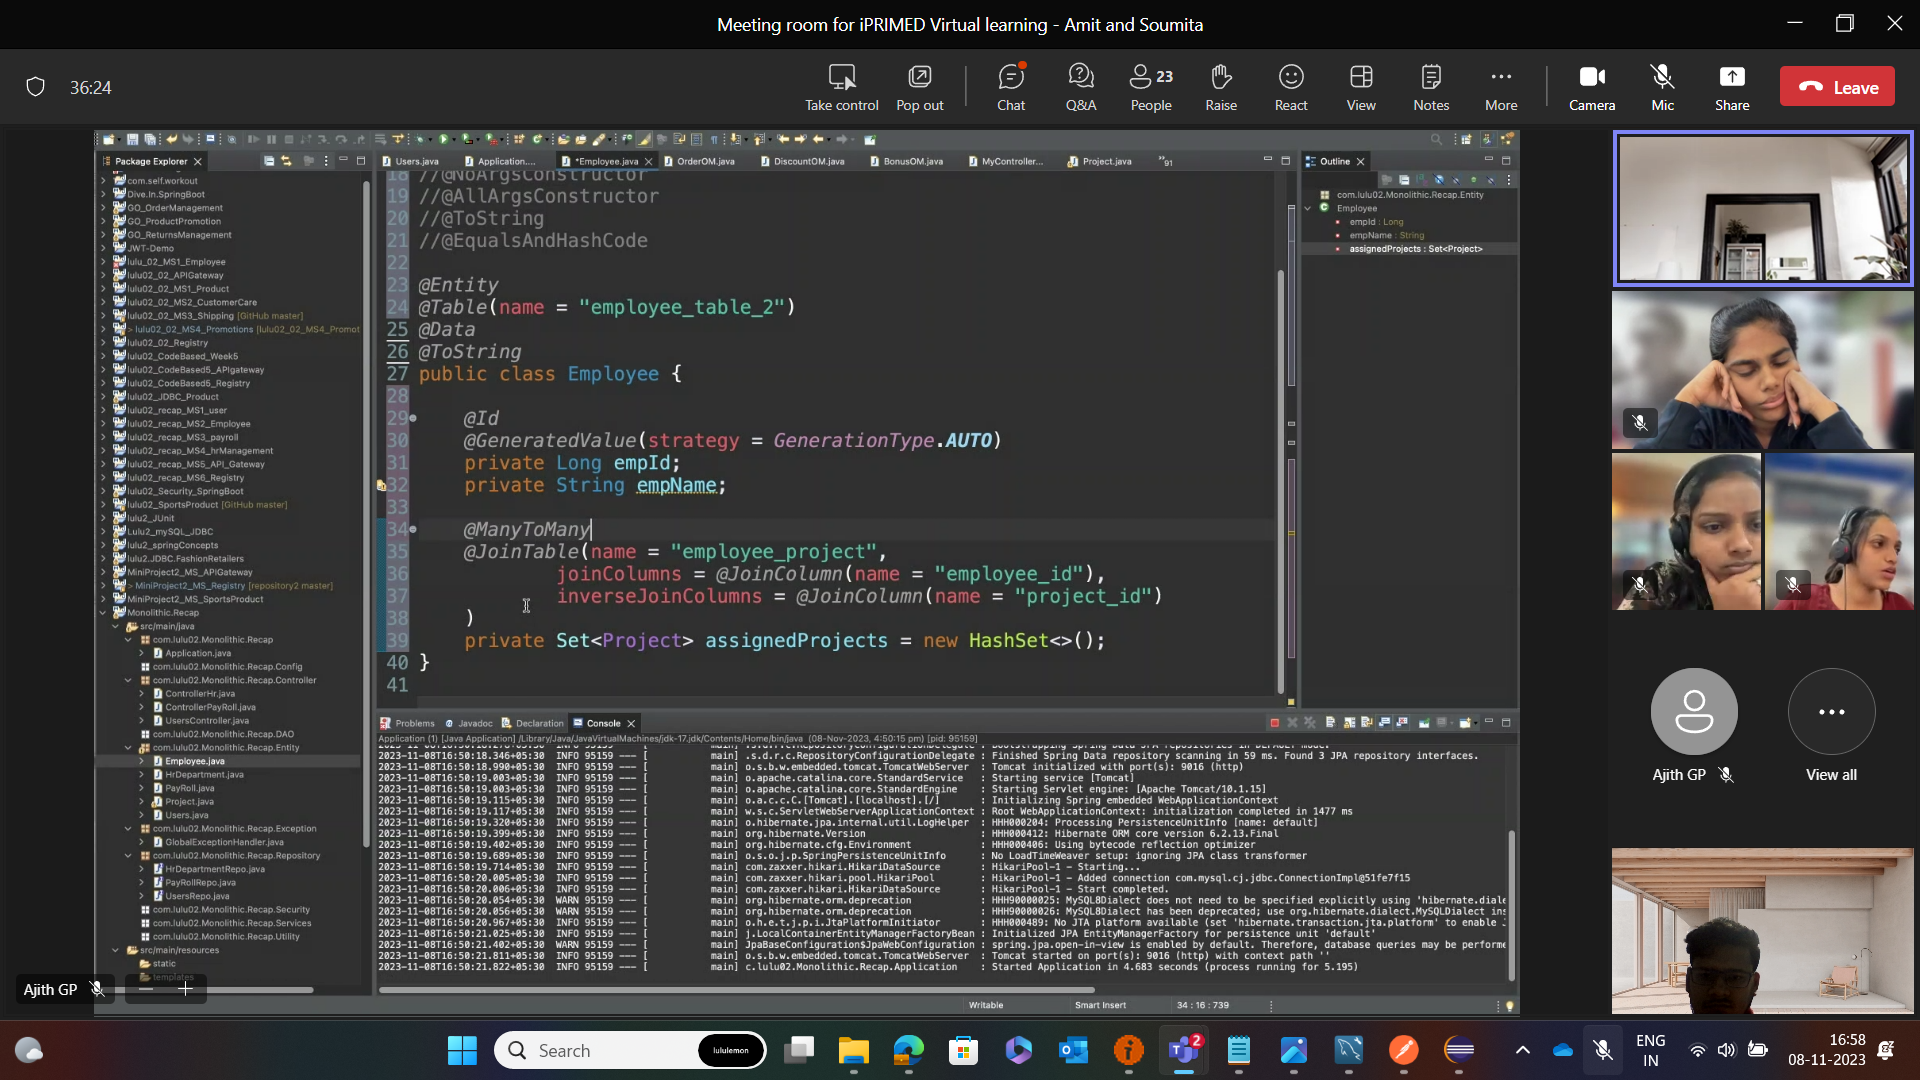 Meeting room for iPRIMED Virtual learning - Amit and Soumita
36:24
Take control
Pop out
Chat
Q&A
23
People
Raise
React
View
Notes
More
Camera
Mic
Share
Leave
Package Explorer
com.self.workout
Dive.In.SpringBoot
GO_OrderManagement
GO_ProductPromotion
GO_ReturnsManagement
JWT-Demo
lulu_02_MS1_Employee
lulu02_02_APIGateway
lulu02_02_MS1_Product
lulu02_02_MS2_CustomerCare
lulu02_02_MS3_Shipping [GitHub master]
> lulu02_02_MS4_Promotions [lulu02_02_MS4_Promot
lulu02_02_Registry
lulu02_CodeBased_Week5
lulu02_CodeBased5_APIgateway
lulu02_CodeBased5_Registry
lulu02_JDBC_Product
lulu02_recap_MS1_user
lulu02_recap_MS2_Employee
lulu02_recap_MS3_payroll
lulu02_recap_MS4_hrManagement
lulu02_recap_MS5_API_Gateway
lulu02_recap_MS6_Registry
lulu02_Security_SpringBoot
lulu02_SportsProduct [GitHub master]
lulu2_JUnit
Lulu2_mySQL_JDBC
lulu2_springConcepts
lulu2.JDBC.FashionRetailers
MiniProject2_MS_APIGateway
> MiniProject2_MS_Registry [repository2 master]
MiniProject2_MS_SportsProduct
Monolithic.Recap
src/main/java
com.lulu02.Monolithic.Recap
Application.java
com.lulu02.Monolithic.Recap.Config
com.lulu02.Monolithic.Recap.Controller
ControllerHr.java
ControllerPayRoll.java
UsersController.java
com.lulu02.Monolithic.Recap.DAO
com.lulu02.Monolithic.Recap.Entity
Employee.java
HrDepartment.java
PayRoll.java
Project.java
Users.java
com.lulu02.Monolithic.Recap.Exception
GlobalExceptionHandler.java
com.lulu02.Monolithic.Recap.Repository
HrDepartmentRepo.java
PayRollRepo.java
UsersRepo.java
com.lulu02.Monolithic.Recap.Security
com.lulu02.Monolithic.Recap.Services
com.lulu02.Monolithic.Recap.Utility
src/main/resources
static
templates
Users.java
Application....
*Employee.java
OrderOM.java
DiscountOM.java
BonusOM.java
MyController...
Project.java
»91
18 //@NoArgsConstructor
19 //@AllArgsConstructor
20 //@ToString
21 //@EqualsAndHashCode
22
23 @Entity
24 @Table(name = "employee_table_2")
25 @Data
26 @ToString
27 public class Employee {
28
29 @Id
30 @GeneratedValue(strategy = GenerationType.AUTO)
31 private Long empId;
32 private String empName;
33
34 @ManyToMany
35 @JoinTable(name = "employee_project",
36 joinColumns = @JoinColumn(name = "employee_id"),
37 inverseJoinColumns = @JoinColumn(name = "project_id")
38 )
39 private Set<Project> assignedProjects = new HashSet<>();
40 }
41
Outline
com.lulu02.Monolithic.Recap.Entity
Employee
empId : Long
empName : String
assignedProjects : Set<Project>
Problems
Javadoc
Declaration
Console
Application (1) [Java Application] /Library/Java/JavaVirtualMachines/jdk-17.jdk/Contents/Home/bin/java (08-Nov-2023, 4:50:15 pm) [pid: 95159]
2023-11-08T16:50:18.346+05:30 INFO 95159 --- [ main] .s.d.r.c.RepositoryConfigurationDelegate : Finished Spring Data repository scanning in 59 ms. Found 3 JPA repository interfaces.
2023-11-08T16:50:18.990+05:30 INFO 95159 --- [ main] o.s.b.w.embedded.tomcat.TomcatWebServer : Tomcat initialized with port(s): 9016 (http)
2023-11-08T16:50:19.003+05:30 INFO 95159 --- [ main] o.apache.catalina.core.StandardService : Starting service [Tomcat]
2023-11-08T16:50:19.003+05:30 INFO 95159 --- [ main] o.apache.catalina.core.StandardEngine : Starting Servlet engine: [Apache Tomcat/10.1.15]
2023-11-08T16:50:19.115+05:30 INFO 95159 --- [ main] o.a.c.c.C.[Tomcat].[localhost].[/] : Initializing Spring embedded WebApplicationContext
2023-11-08T16:50:19.117+05:30 INFO 95159 --- [ main] w.s.c.ServletWebServerApplicationContext : Root WebApplicationContext: initialization completed in 1477 ms
2023-11-08T16:50:19.320+05:30 INFO 95159 --- [ main] o.hibernate.jpa.internal.util.LogHelper : HHH000204: Processing PersistenceUnitInfo [name: default]
2023-11-08T16:50:19.399+05:30 INFO 95159 --- [ main] org.hibernate.Version : HHH000412: Hibernate ORM core version 6.2.13.Final
2023-11-08T16:50:19.402+05:30 INFO 95159 --- [ main] org.hibernate.cfg.Environment : HHH000406: Using bytecode reflection optimizer
2023-11-08T16:50:19.689+05:30 INFO 95159 --- [ main] o.s.o.j.p.SpringPersistenceUnitInfo : No LoadTimeWeaver setup: ignoring JPA class transformer
2023-11-08T16:50:19.714+05:30 INFO 95159 --- [ main] com.zaxxer.hikari.HikariDataSource : HikariPool-1 - Starting...
2023-11-08T16:50:20.005+05:30 INFO 95159 --- [ main] com.zaxxer.hikari.pool.HikariPool : HikariPool-1 - Added connection com.mysql.cj.jdbc.ConnectionImpl@51fe7f15
2023-11-08T16:50:20.006+05:30 INFO 95159 --- [ main] com.zaxxer.hikari.HikariDataSource : HikariPool-1 - Start completed.
2023-11-08T16:50:20.054+05:30 WARN 95159 --- [ main] org.hibernate.orm.deprecation : HHH90000025: MySQL8Dialect does not need to be specified explicitly using 'hibernate.diale
2023-11-08T16:50:20.056+05:30 WARN 95159 --- [ main] org.hibernate.orm.deprecation : HHH90000026: MySQL8Dialect has been deprecated; use org.hibernate.dialect.MySQLDialect ins
2023-11-08T16:50:20.967+05:30 INFO 95159 --- [ main] o.h.e.t.j.p.i.JtaPlatformInitiator : HHH000489: No JTA platform available (set 'hibernate.transaction.jta.platform' to enable J
2023-11-08T16:50:21.025+05:30 INFO 95159 --- [ main] j.LocalContainerEntityManagerFactoryBean : Initialized JPA EntityManagerFactory for persistence unit 'default'
2023-11-08T16:50:21.402+05:30 WARN 95159 --- [ main] JpaBaseConfiguration$JpaWebConfiguration : spring.jpa.open-in-view is enabled by default. Therefore, database queries may be performe
2023-11-08T16:50:21.811+05:30 INFO 95159 --- [ main] o.s.b.w.embedded.tomcat.TomcatWebServer : Tomcat started on port(s): 9016 (http) with context path ''
2023-11-08T16:50:21.822+05:30 INFO 95159 --- [ main] c.lulu02.Monolithic.Recap.Application : Started Application in 4.683 seconds (process running for 5.195)
Writable
Smart Insert
34 : 16 : 739
Ajith GP
Ajith GP
View all
Search
lululemon
2
ENG
IN
16:58
08-11-2023